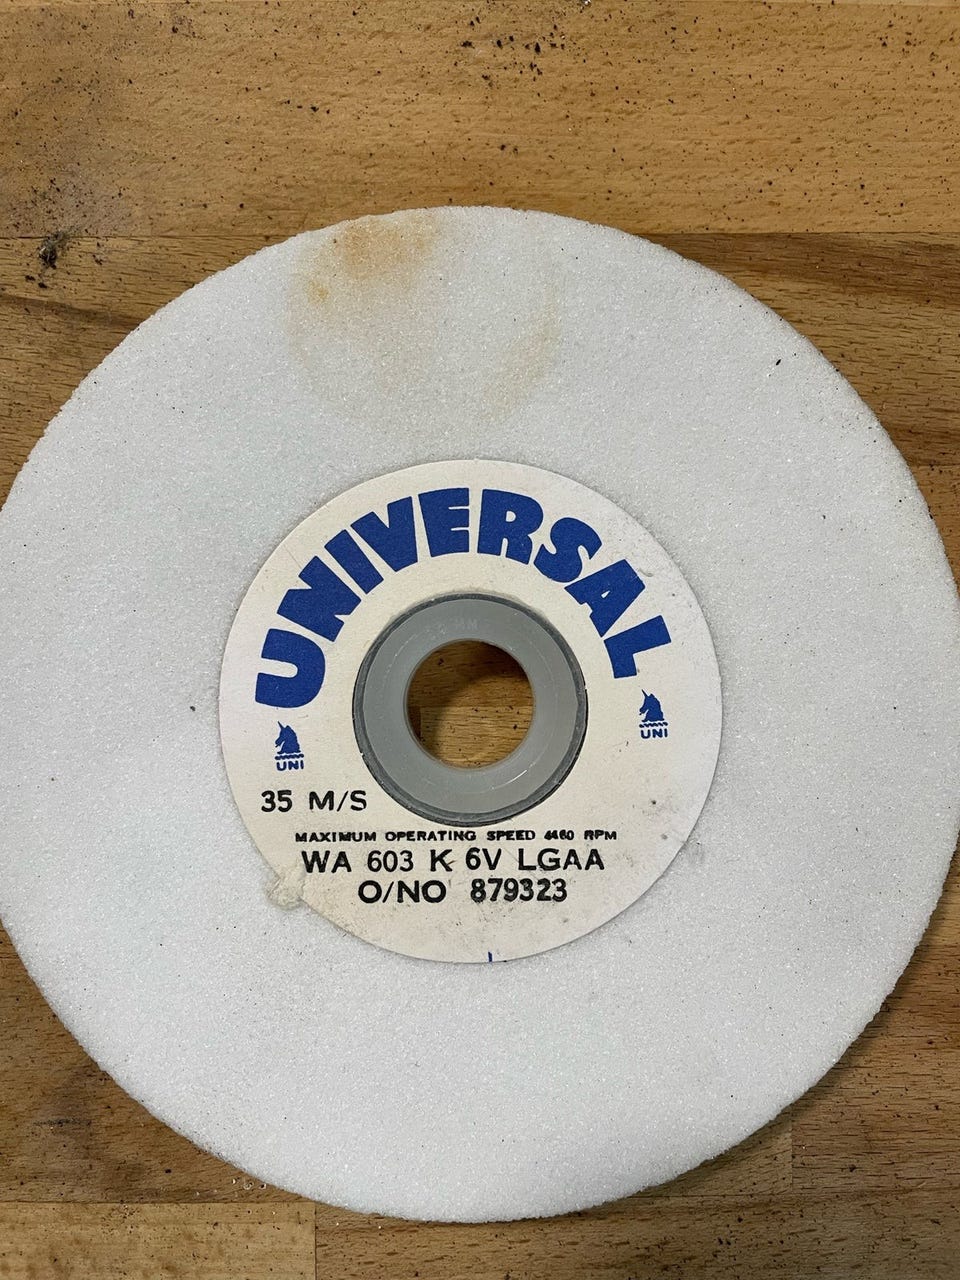 UNIVERSAL
UNI
UNI
35 M/S
MAXIMUM OPERATING SPEED 4460 RPM
WA 603 K 6V LGAA
O/NO 879323